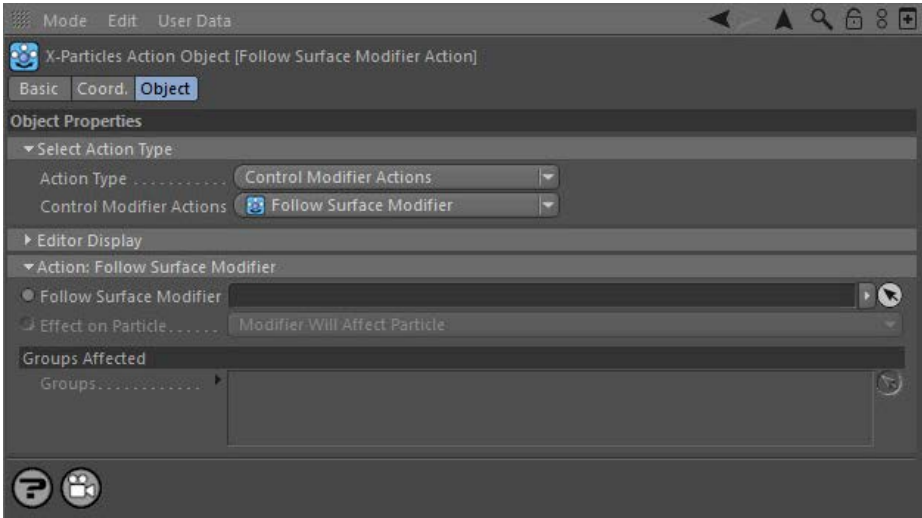 Mode Edit User Data
X-Particles Action Object [Follow Surface Modifier Action]
Basic Coord. Object
Object Properties
Select Action Type
Action Type . . . . . . . . . . . Control Modifier Actions
Control Modifier Actions Follow Surface Modifier
Editor Display
Action: Follow Surface Modifier
Follow Surface Modifier
Effect on Particle . . . . . . Modifier Will Affect Particle
Groups Affected
Groups . . . . . . . . . . . .